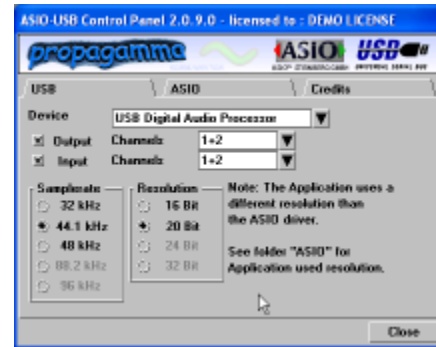 ASIO-USB Control Panel 2.0.9.0 - licensed to : DEMO LICENSE
propagamma ASIO USB
UNIVERSAL SERIAL BUS
USB ASIO Credits
Device USB Digital Audio Processor
Output Channels 1+2
Input Channels 1+2
Samplerate
32 kHz
44.1 kHz
48 kHz
88.2 kHz
96 kHz
Resolution
16 Bit
20 Bit
24 Bit
32 Bit
Note: The Application uses a
different resolution than
the ASIO driver.
See folder "ASIO" for
Application used resolution.
Close